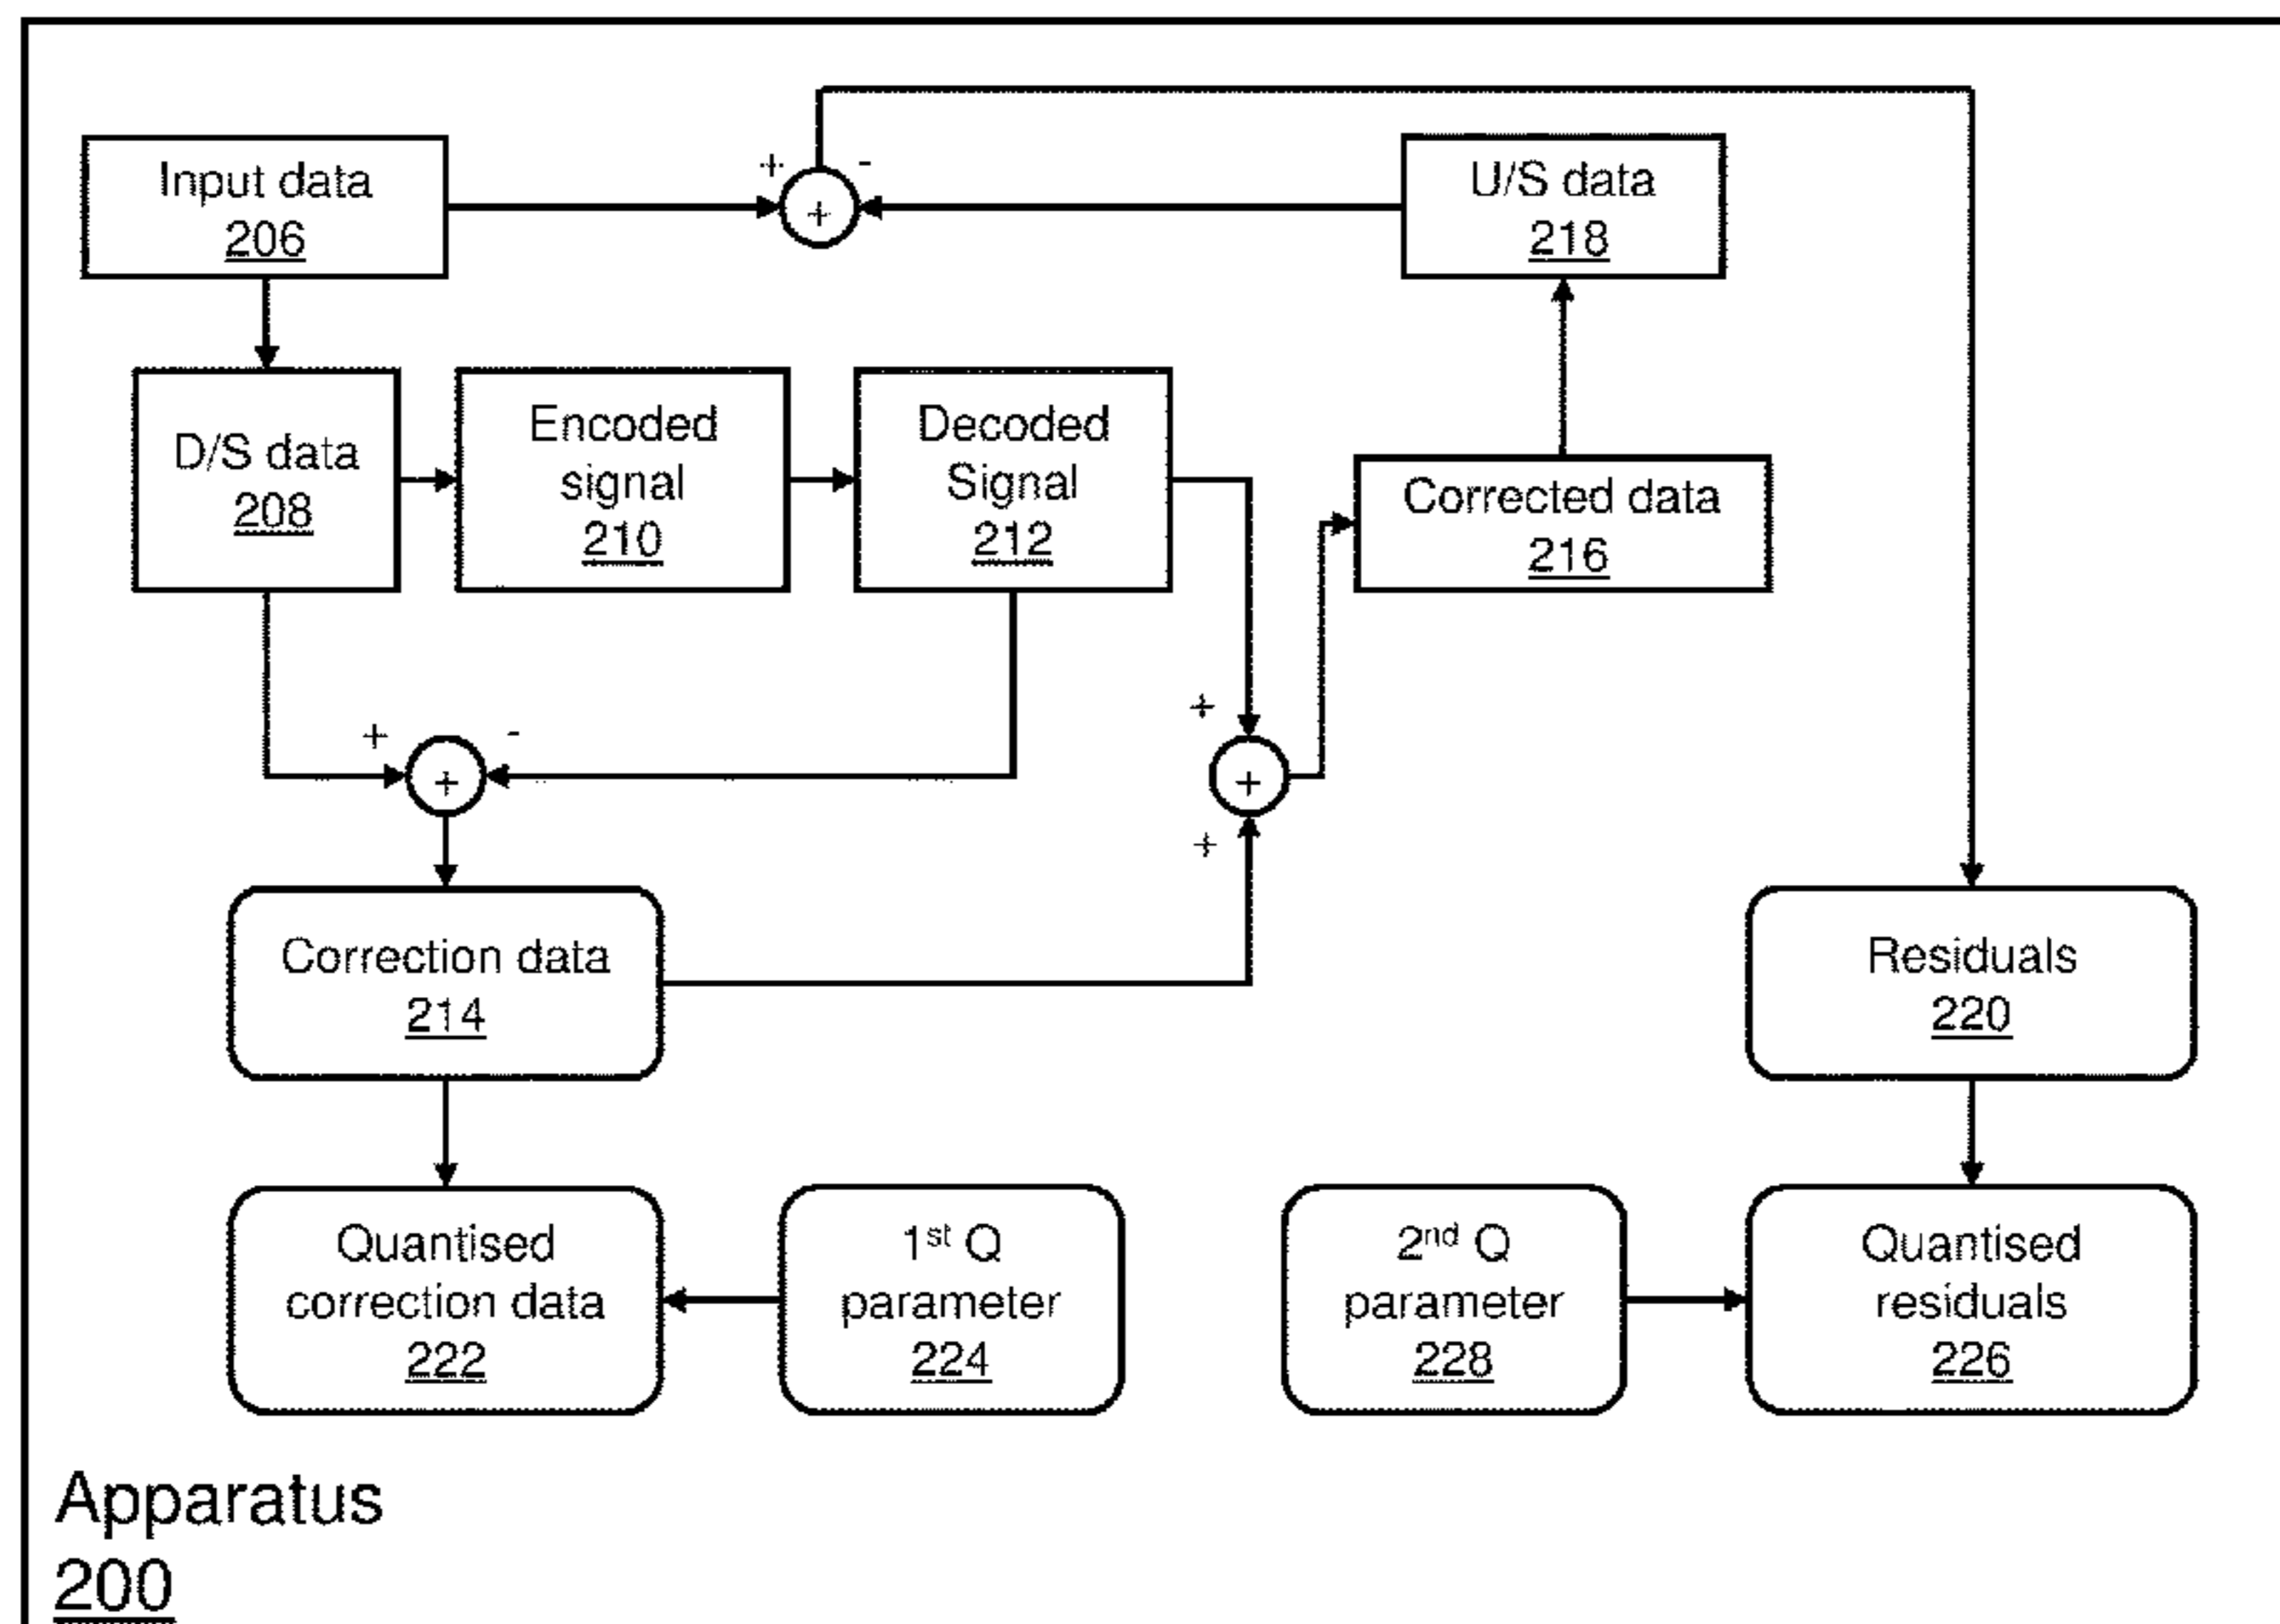 +
-
Input data
206
+
U/S data
218
D/S data
208
Encoded
signal
210
Decoded
Signal
212
Corrected data
216
+
-
+
+
+
+
Correction data
214
Residuals
220
Quantised
correction data
222
1st Q
parameter
224
2nd Q
parameter
228
Quantised
residuals
226
Apparatus
200